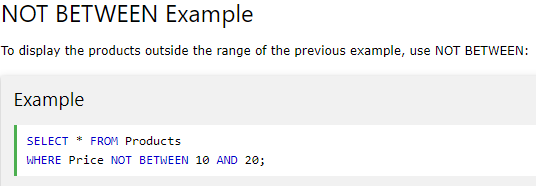 NOT BETWEEN Example
To display the products outside the range of the previous example, use NOT BETWEEN:
Example
SELECT * FROM Products
WHERE Price NOT BETWEEN 10 AND 20;